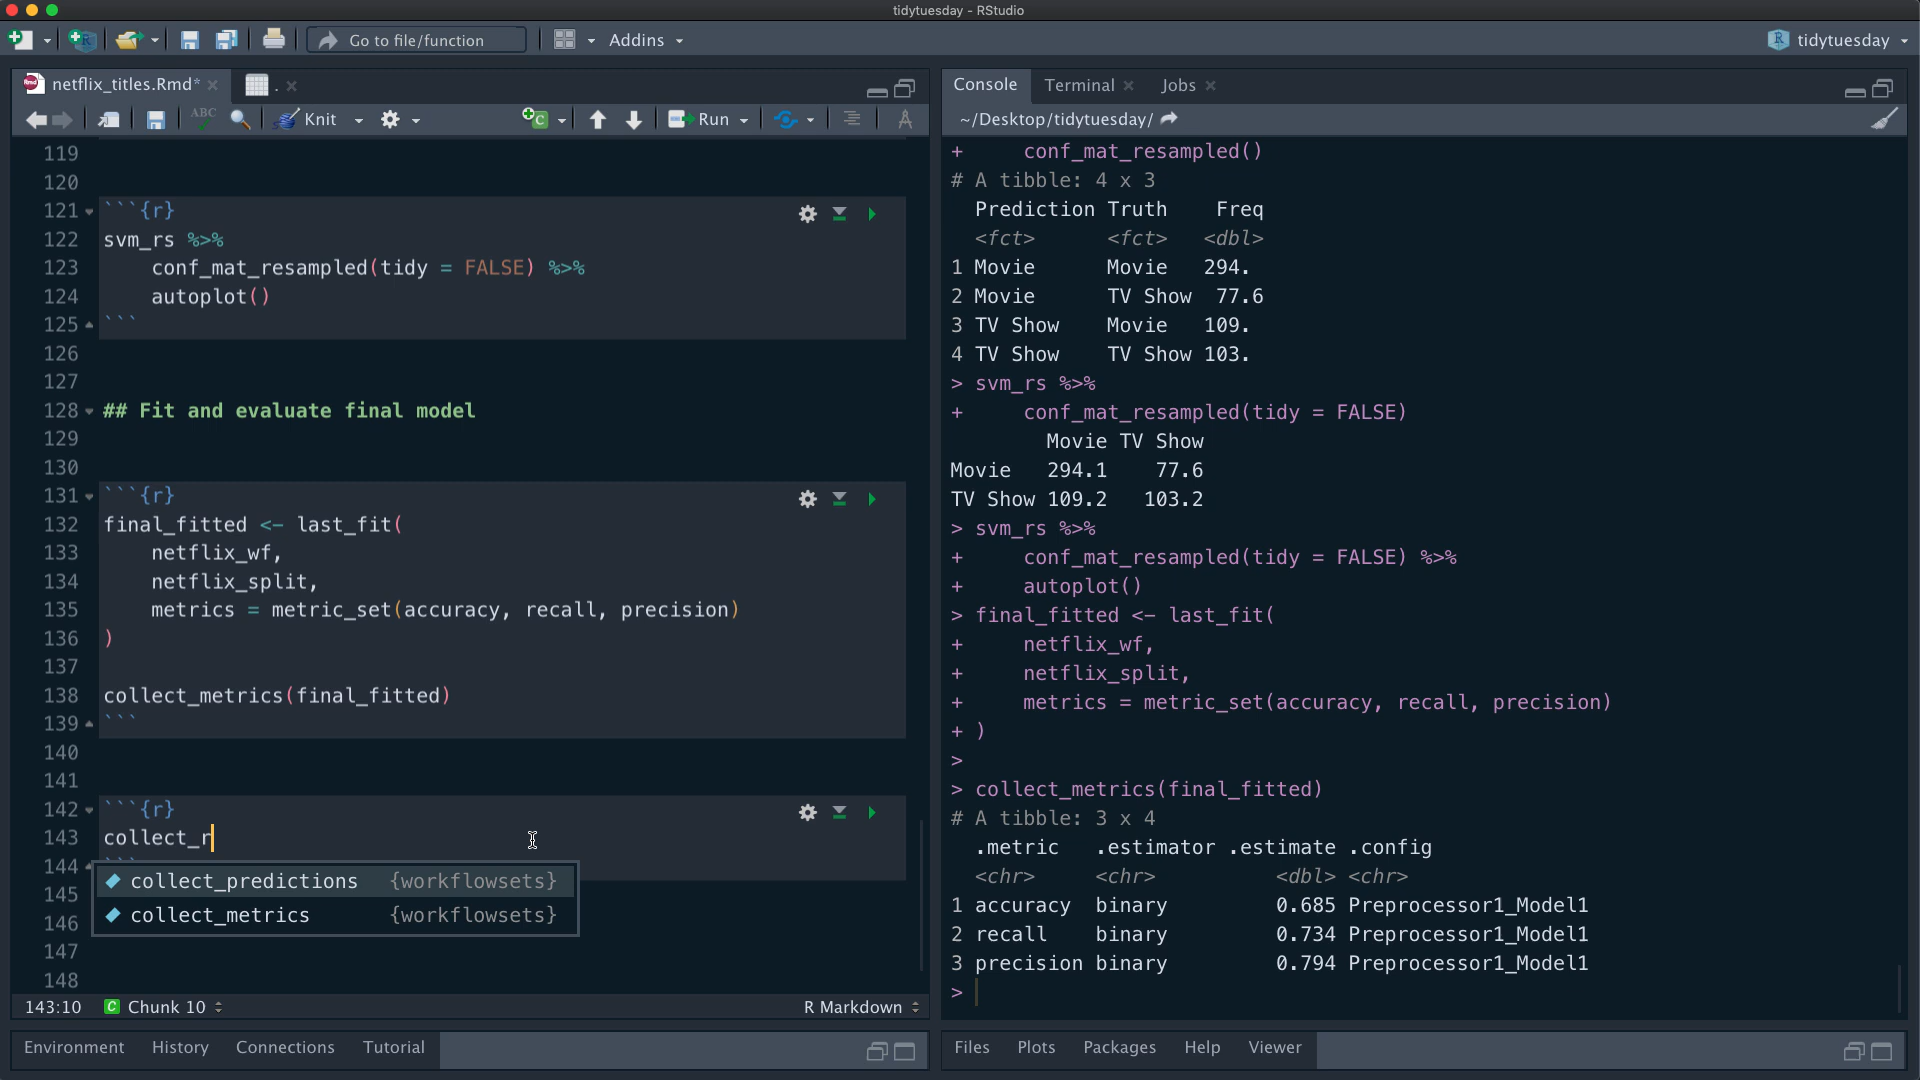 tidytuesday - RStudio
Go to file/function
Addins
tidytuesday
netflix_titles.Rmd*
.
ABC
Knit
Run
119
120
121 ```{r}
122 svm_rs %>%
123 conf_mat_resampled(tidy = FALSE) %>%
124 autoplot()
125 ```
126
127
128 ## Fit and evaluate final model
129
130
131 ```{r}
132 final_fitted <- last_fit(
133 netflix_wf,
134 netflix_split,
135 metrics = metric_set(accuracy, recall, precision)
136 )
137
138 collect_metrics(final_fitted)
139 ```
140
141
142 ```{r}
143 collect_r
144
collect_predictions {workflowsets}
145
collect_metrics {workflowsets}
146
147
148
143:10 Chunk 10 R Markdown
Environment History Connections Tutorial
Console Terminal Jobs
~/Desktop/tidytuesday/
+ conf_mat_resampled()
# A tibble: 4 x 3
Prediction Truth Freq
<fct> <fct> <dbl>
1 Movie Movie 294.
2 Movie TV Show 77.6
3 TV Show Movie 109.
4 TV Show TV Show 103.
> svm_rs %>%
+ conf_mat_resampled(tidy = FALSE)
Movie TV Show
Movie 294.1 77.6
TV Show 109.2 103.2
> svm_rs %>%
+ conf_mat_resampled(tidy = FALSE) %>%
+ autoplot()
> final_fitted <- last_fit(
+ netflix_wf,
+ netflix_split,
+ metrics = metric_set(accuracy, recall, precision)
+ )
>
> collect_metrics(final_fitted)
# A tibble: 3 x 4
.metric .estimator .estimate .config
<chr> <chr> <dbl> <chr>
1 accuracy binary 0.685 Preprocessor1_Model1
2 recall binary 0.734 Preprocessor1_Model1
3 precision binary 0.794 Preprocessor1_Model1
>
Files Plots Packages Help Viewer